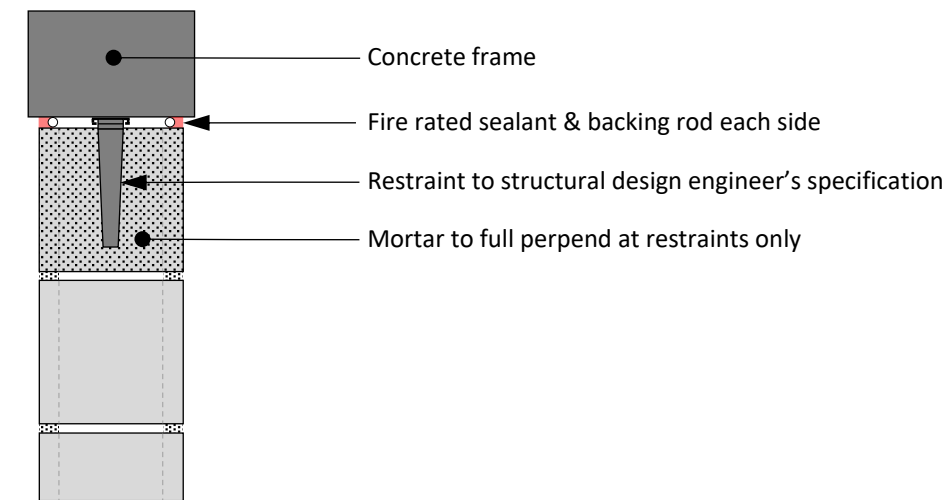 Concrete frame
Fire rated sealant & backing rod each side
Restraint to structural design engineer’s specification
Mortar to full perpend at restraints only